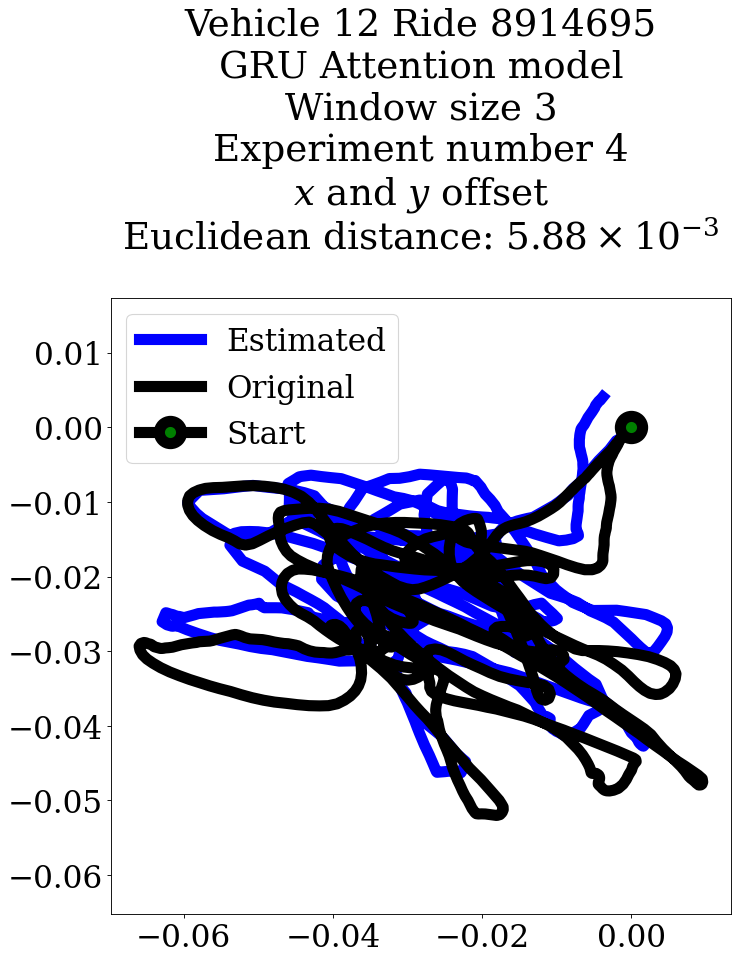 Vehicle 12 Ride 8914695
GRU Attention model
Window size 3
Experiment number 4
x and y offset
Euclidean distance: 5.88 × 10⁻³
Estimated
Original
Start
0.01
0.00
−0.01
−0.02
−0.03
−0.04
−0.05
−0.06
−0.06 −0.04 −0.02 0.00